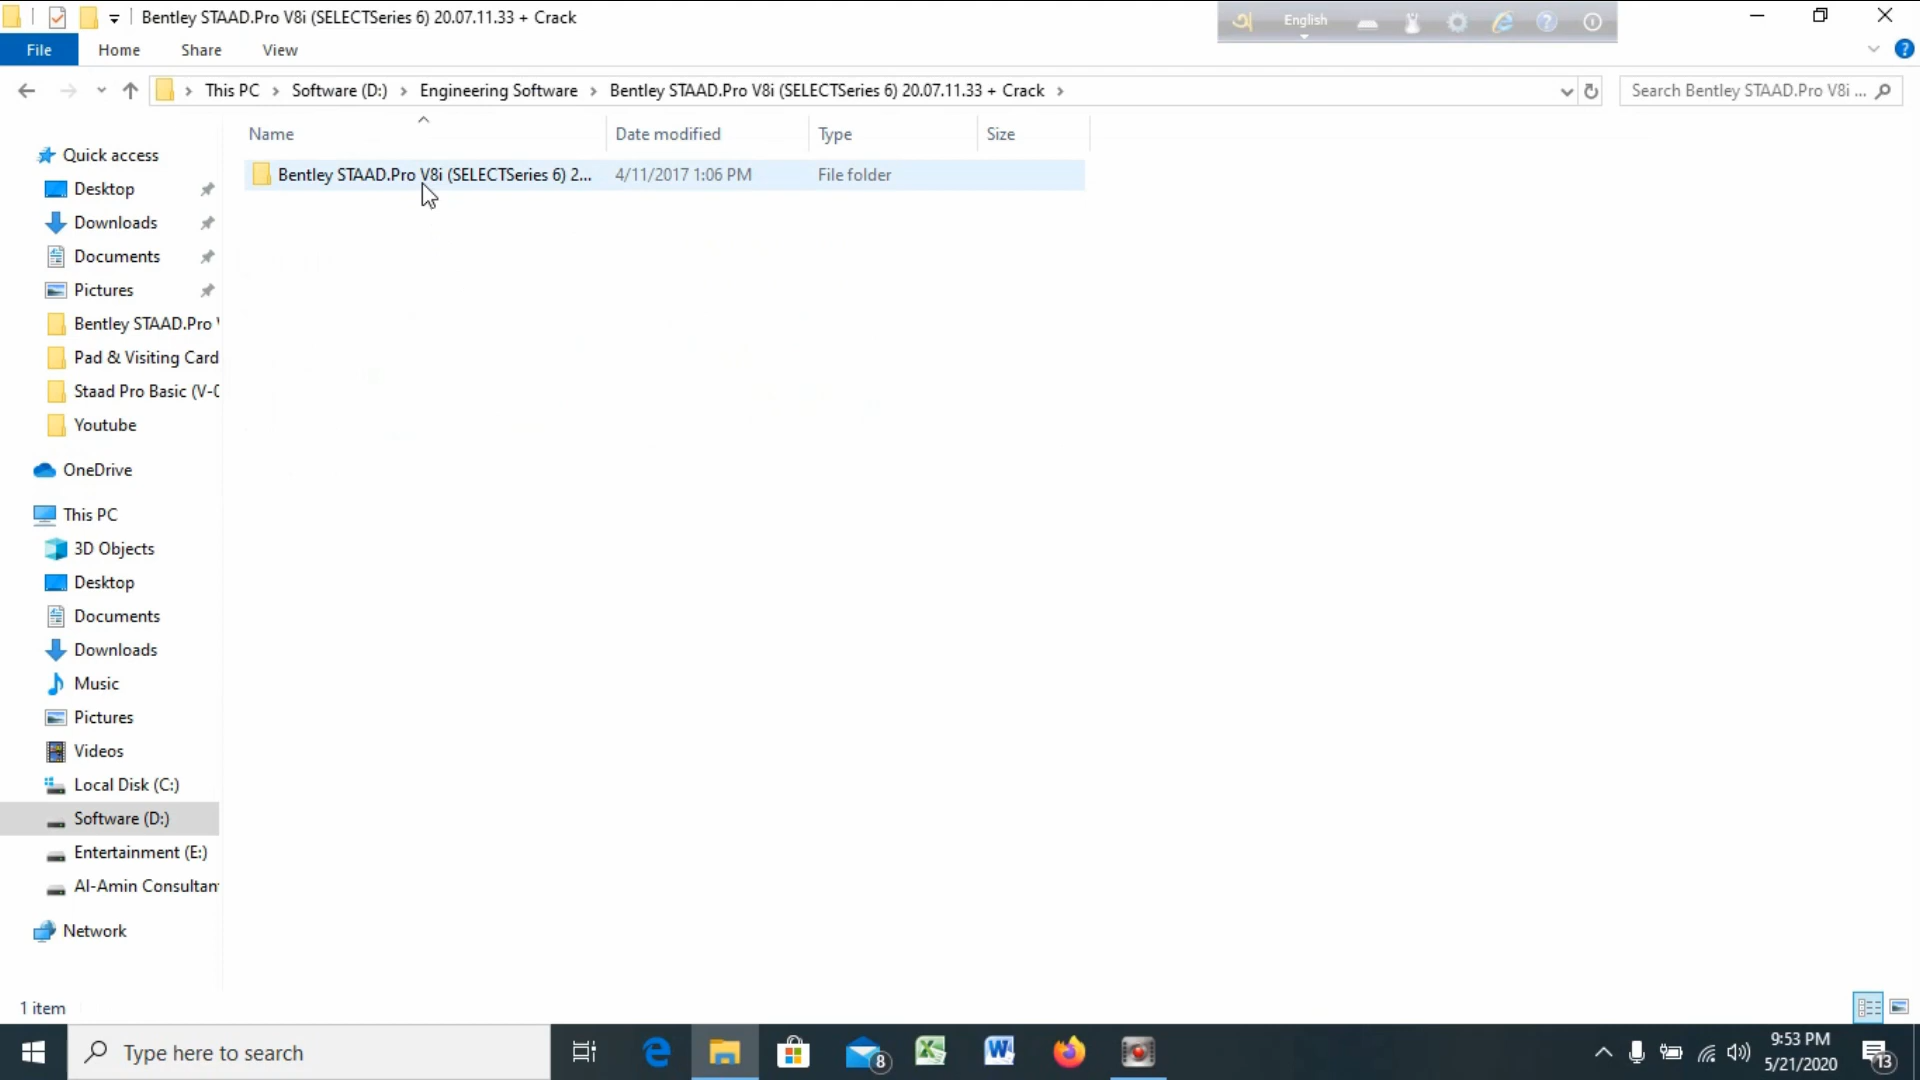 Bentley STAAD.Pro V8i (SELECTSeries 6) 20.07.11.33 + Crack
English
File Home Share View
This PC Software (D:) Engineering Software Bentley STAAD.Pro V8i (SELECTSeries 6) 20.07.11.33 + Crack
Search Bentley STAAD.Pro V8i ...
Name Date modified Type Size
Bentley STAAD.Pro V8i (SELECTSeries 6) 2... 4/11/2017 1:06 PM File folder
Quick access
Desktop
Downloads
Documents
Pictures
Bentley STAAD.Pro
Pad & Visiting Card
Staad Pro Basic (V-0
Youtube
OneDrive
This PC
3D Objects
Desktop
Documents
Downloads
Music
Pictures
Videos
Local Disk (C:)
Software (D:)
Entertainment (E:)
Al-Amin Consultan
Network
1 item
Type here to search
8
9:53 PM
5/21/2020
13